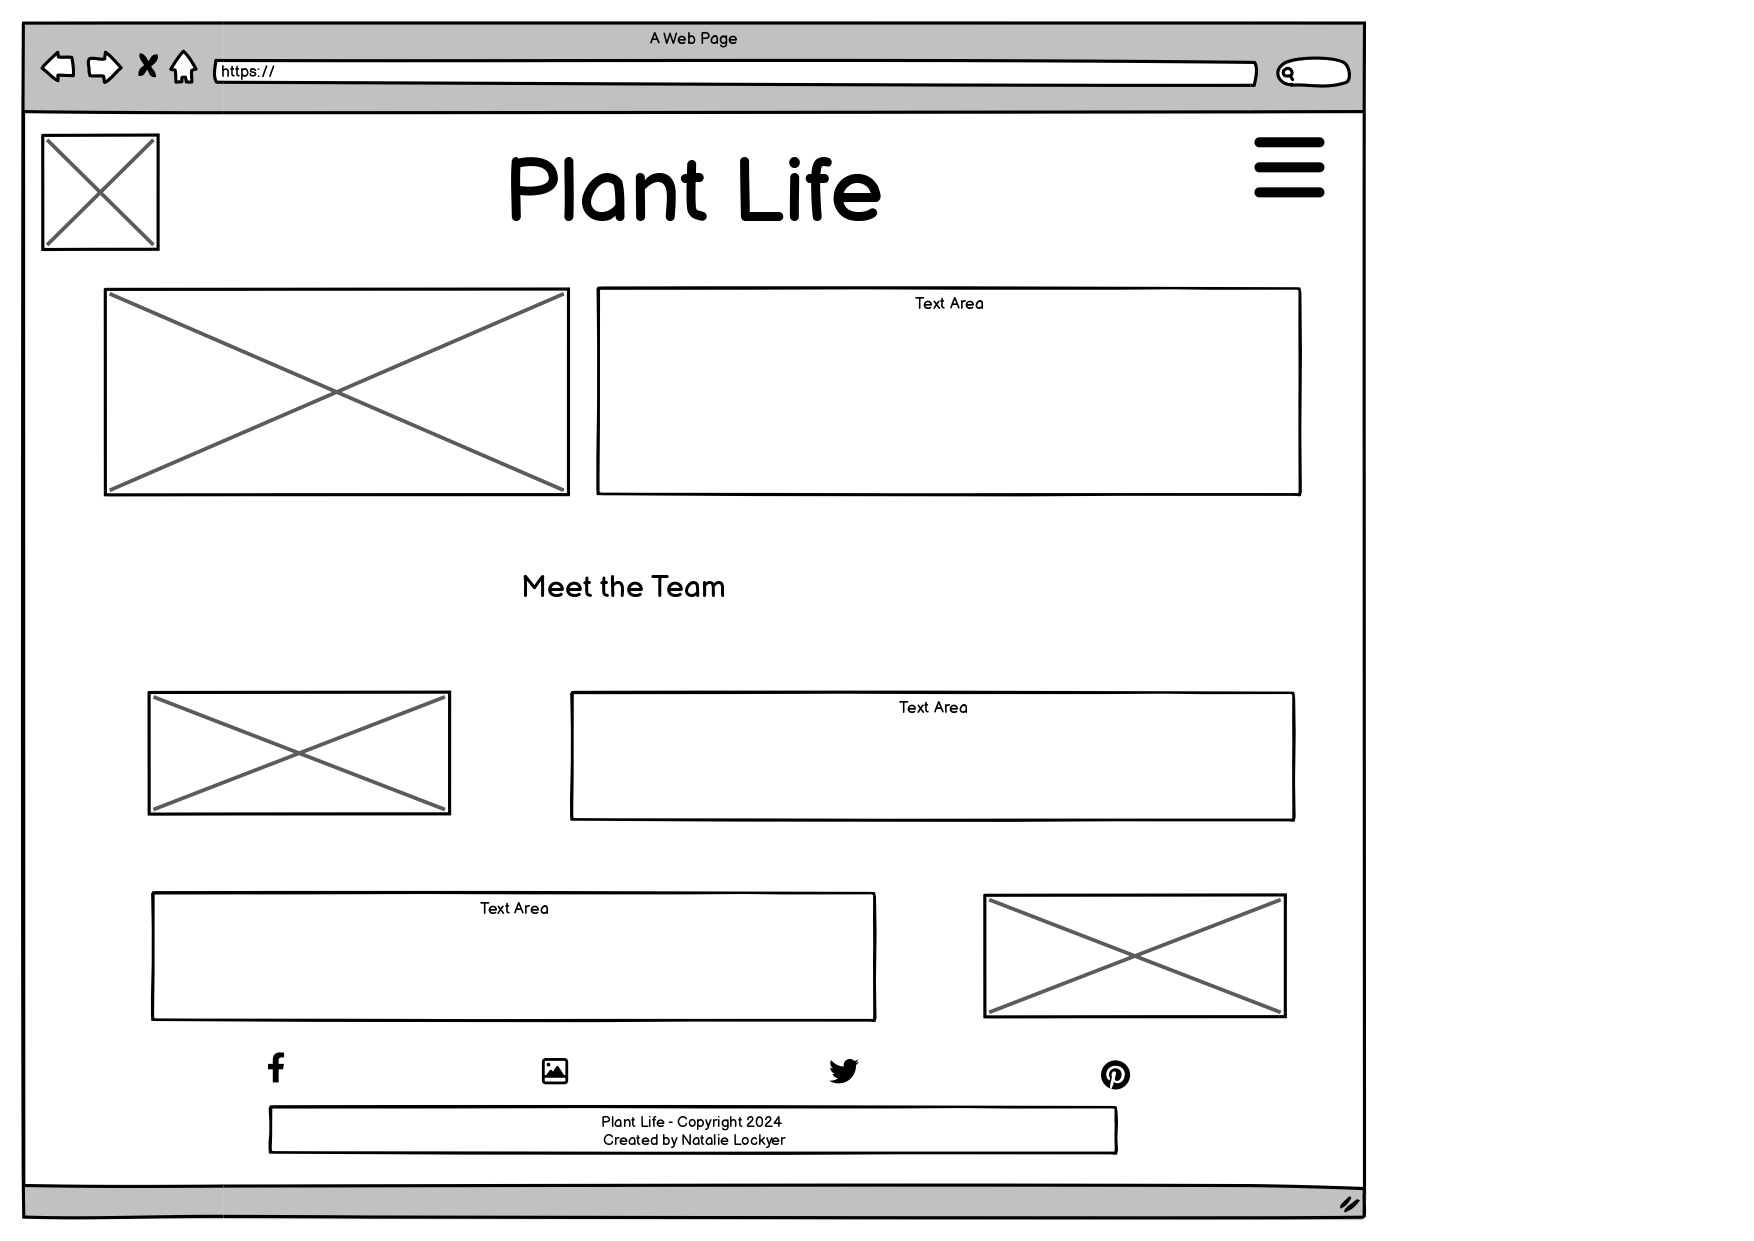 A Web Page
https://
Plant Life
Text Area
Meet the Team
Text Area
Text Area
Plant Life - Copyright 2024
Created by Natalie Lockyer